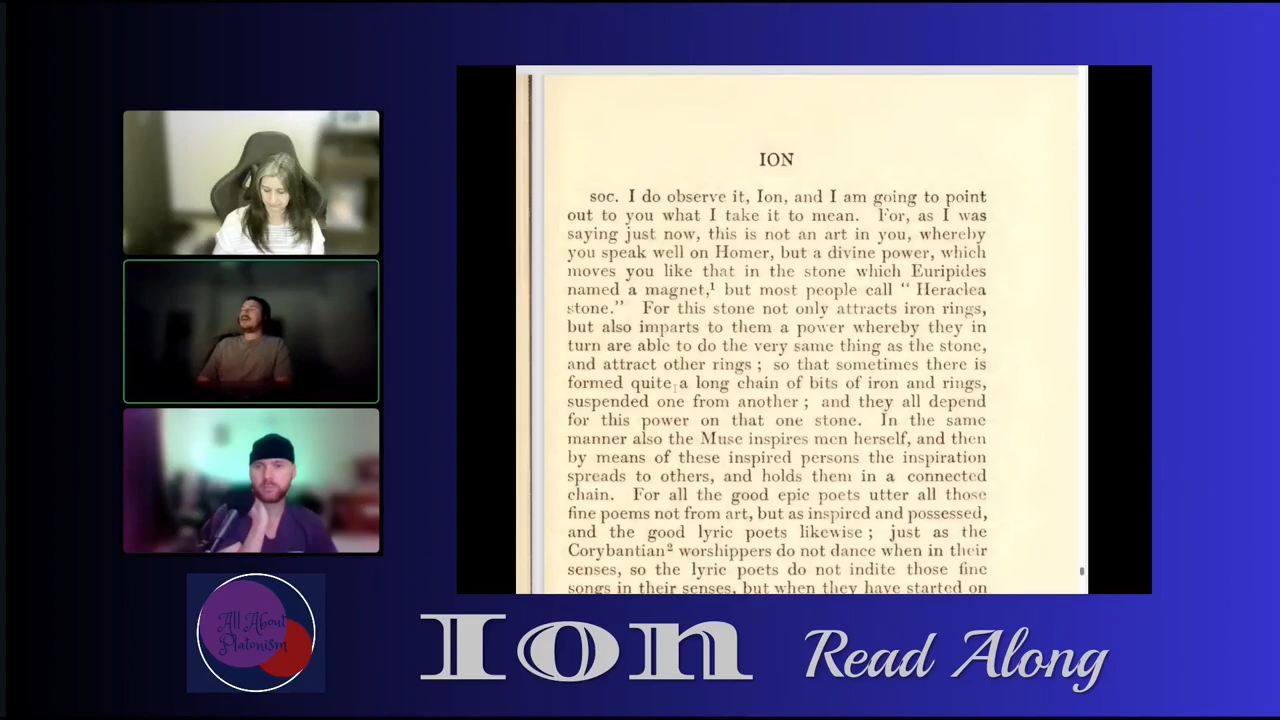 ION
soc. I do observe it, Ion, and I am going to point
out to you what I take it to mean. For, as I was
saying just now, this is not an art in you, whereby
you speak well on Homer, but a divine power, which
moves you like that in the stone which Euripides
named a magnet,¹ but most people call “ Heraclea
stone.” For this stone not only attracts iron rings,
but also imparts to them a power whereby they in
turn are able to do the very same thing as the stone,
and attract other rings ; so that sometimes there is
formed quite a long chain of bits of iron and rings,
suspended one from another ; and they all depend
for this power on that one stone. In the same
manner also the Muse inspires men herself, and then
by means of these inspired persons the inspiration
spreads to others, and holds them in a connected
chain. For all the good epic poets utter all those
fine poems not from art, but as inspired and possessed,
and the good lyric poets likewise ; just as the
Corybantian² worshippers do not dance when in their
senses, so the lyric poets do not indite those fine
songs in their senses, but when they have started on
All About
Platonism
Ion Read Along